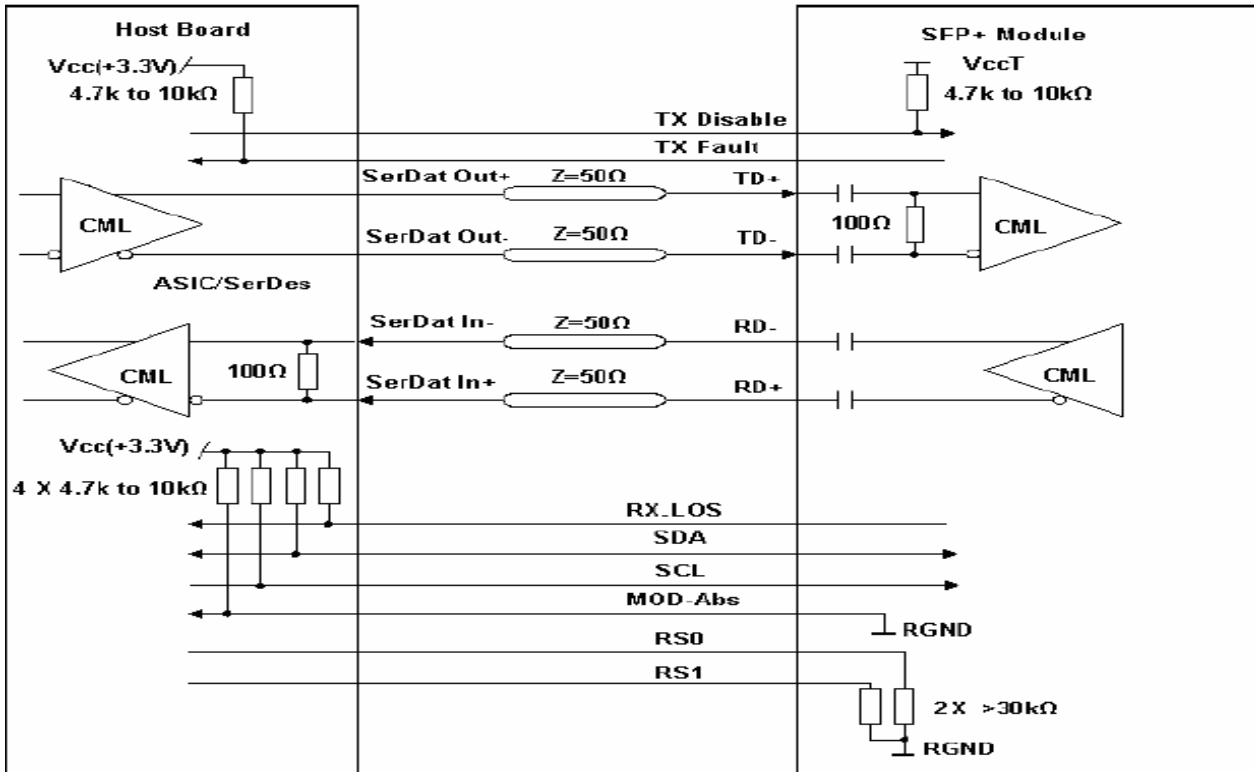 Host Board
SFP+ Module
Vcc(+3.3V)
4.7k to 10kΩ
VccT
4.7k to 10kΩ
TX Disable
TX Fault
SerDat Out+
Z=50Ω
TD+
CML
100Ω
CML
SerDat Out-
Z=50Ω
TD-
ASIC/SerDes
SerDat In-
Z=50Ω
RD-
CML
100Ω
CML
SerDat In+
Z=50Ω
RD+
Vcc(+3.3V)
4 X 4.7k to 10kΩ
RX_LOS
SDA
SCL
MOD-Abs
RGND
RS0
RS1
2X >30kΩ
RGND